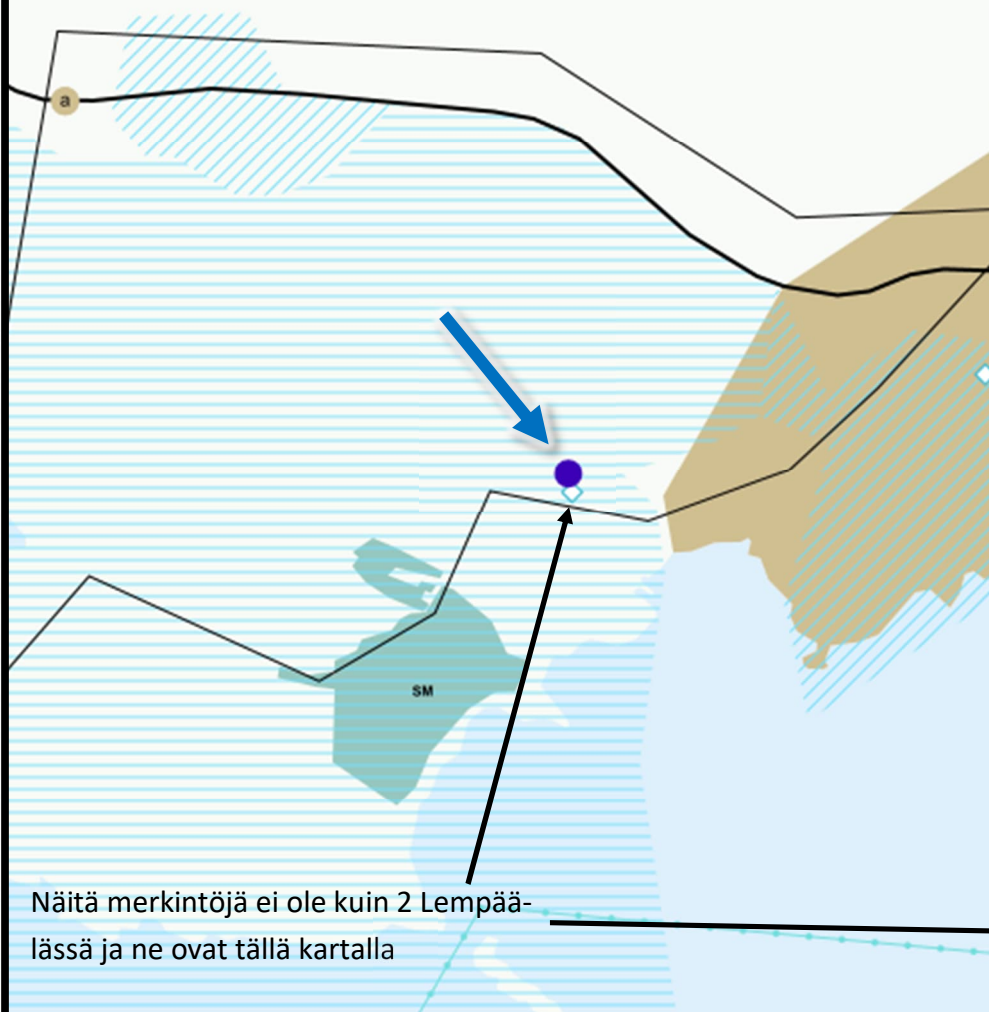 a
SM
Näitä merkintöjä ei ole kuin 2 Lempää-
lässä ja ne ovat tällä kartalla